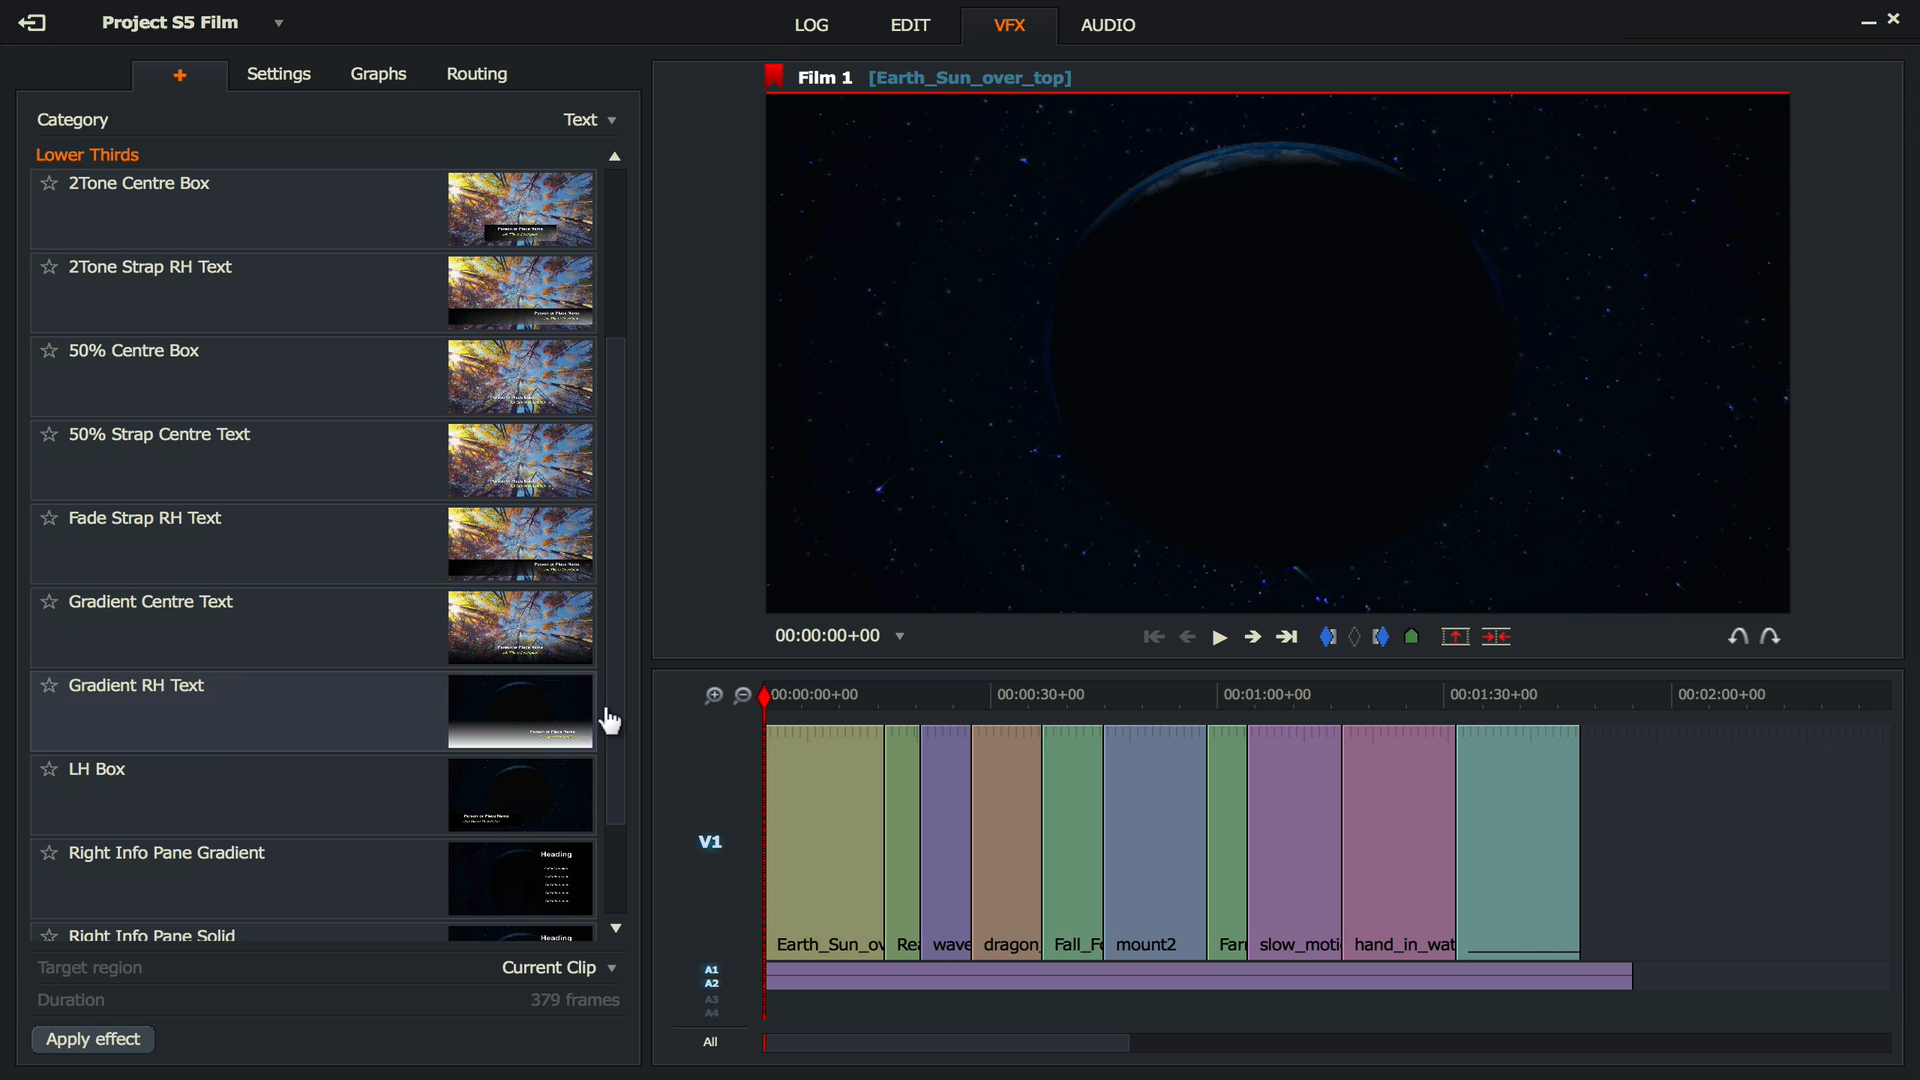 Project S5 Film
LOG
EDIT
VFX
AUDIO
Settings
Graphs
Routing
Category
Text
Lower Thirds
2Tone Centre Box
2Tone Strap RH Text
50% Centre Box
50% Strap Centre Text
Fade Strap RH Text
Gradient Centre Text
Gradient RH Text
LH Box
Right Info Pane Gradient
Heading
Right Info Pane Solid
Heading
Target region
Current Clip
Duration
379 frames
Apply effect
Film 1 [Earth_Sun_over_top]
00:00:00+00
00:00:00+00
00:00:30+00
00:01:00+00
00:01:30+00
00:02:00+00
V1
Earth_Sun_ov
Rea
wave
dragon_
Fall_Fo
mount2
Farm
slow_moti
hand_in_wat
A1
A2
A3
A4
All